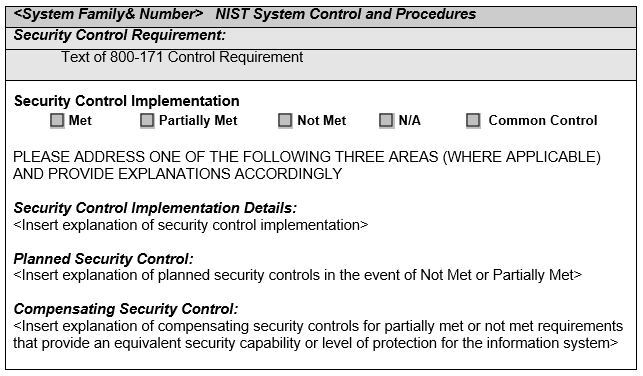 <System Family& Number> NIST System Control and Procedures
Security Control Requirement:
Text of 800-171 Control Requirement
Security Control Implementation
Met Partially Met Not Met N/A Common Control
PLEASE ADDRESS ONE OF THE FOLLOWING THREE AREAS (WHERE APPLICABLE)
AND PROVIDE EXPLANATIONS ACCORDINGLY
Security Control Implementation Details:
<Insert explanation of security control implementation>
Planned Security Control:
<Insert explanation of planned security controls in the event of Not Met or Partially Met>
Compensating Security Control:
<Insert explanation of compensating security controls for partially met or not met requirements
that provide an equivalent security capability or level of protection for the information system>